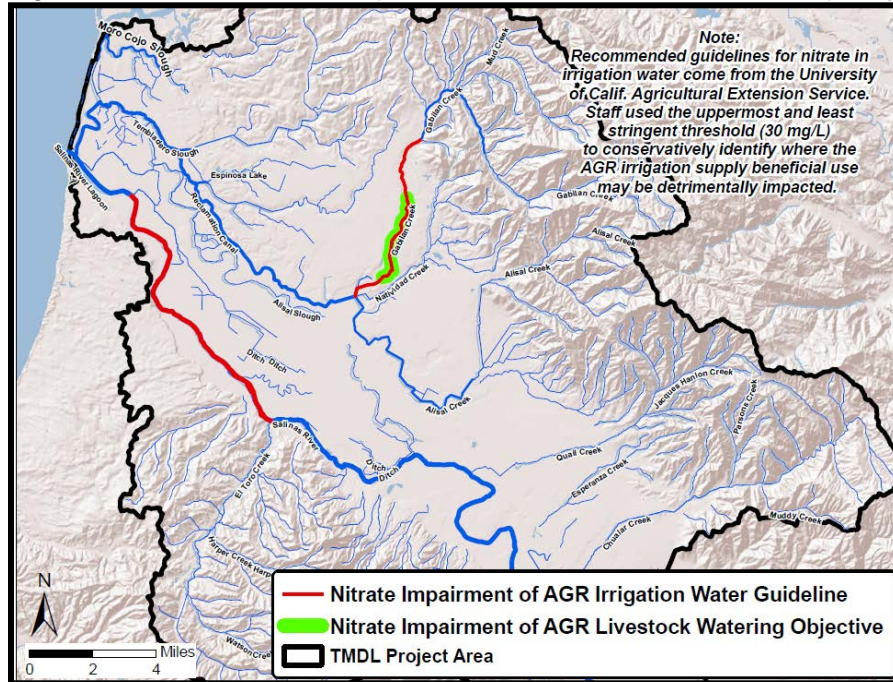 Moro Cojo Slough
Mud Creek
Note:
Recommended guidelines for nitrate in
irrigation water come from the University
of Calif. Agricultural Extension Service.
Staff used the uppermost and least
stringent threshold (30 mg/L)
to conservatively identify where the
AGR irrigation supply beneficial use
may be detrimentally impacted.
Gabilan Creek
Tembladero Slough
Salinas River Lagoon
Espinosa Lake
Reclamation Canal
Gabilan Creek
Gabilan Creek
Alisal Creek
Alisal Creek
Natividad Creek
Alisal Slough
Ditch Ditch
Alisal Creek
Jacques Hanlon Creek
Parsons Creek
Salinas River
Ditch
Ditch
Quail Creek
Esperanza Creek
El Toro Creek
Chualar Creek
Muddy Creek
Harper Creek Harp
Watson Creek
N
Miles
0 2 4
Nitrate Impairment of AGR Irrigation Water Guideline
Nitrate Impairment of AGR Livestock Watering Objective
TMDL Project Area